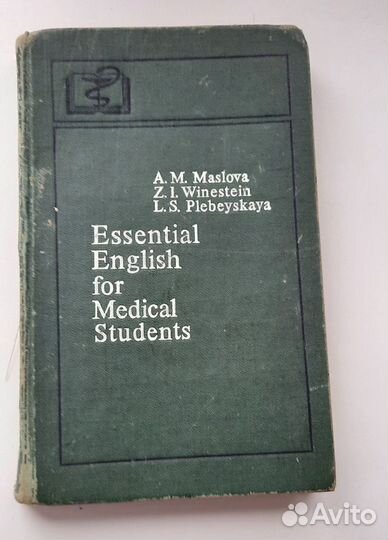 A. M. Maslova
Z. I. Winestein
L. S. Plebeyskaya
Essential
English
for
Medical
Students
Avito